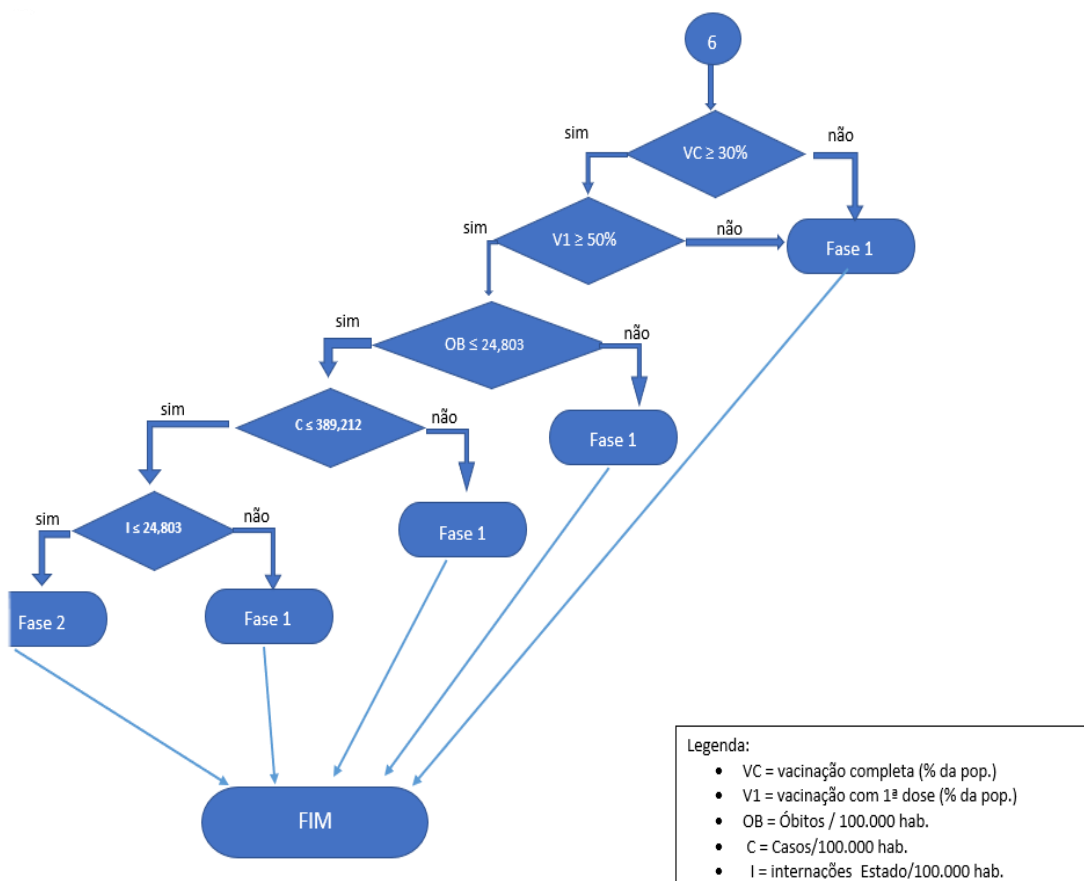 6
sim
não
VC ≥ 30%
sim
V1 ≥ 50%
não
Fase 1
sim
OB ≤ 24,803
não
sim
C ≤ 389,212
não
Fase 1
sim
I ≤ 24,803
não
Fase 1
Fase 2
Fase 1
FIM
Legenda:
• VC = vacinação completa (% da pop.)
• V1 = vacinação com 1ª dose (% da pop.)
• OB = Óbitos / 100.000 hab.
• C = Casos/100.000 hab.
• I = internações Estado/100.000 hab.